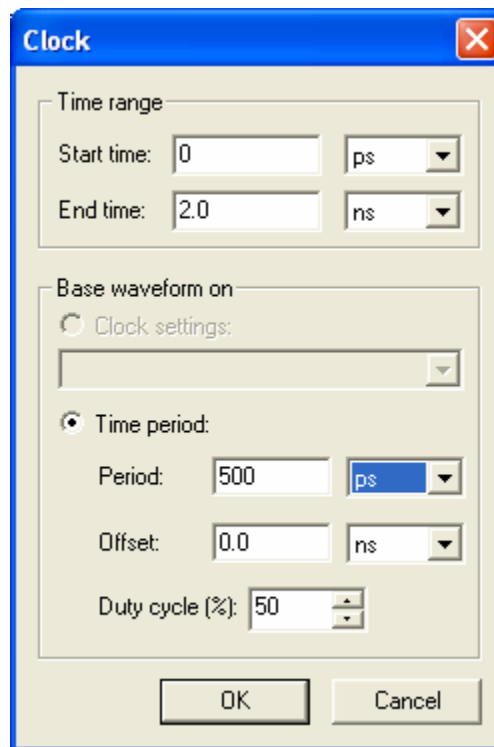 Clock
Time range
Start time: 0 ps
End time: 2.0 ns
Base waveform on
Clock settings:
Time period:
Period: 500 ps
Offset: 0.0 ns
Duty cycle (%): 50
OK Cancel